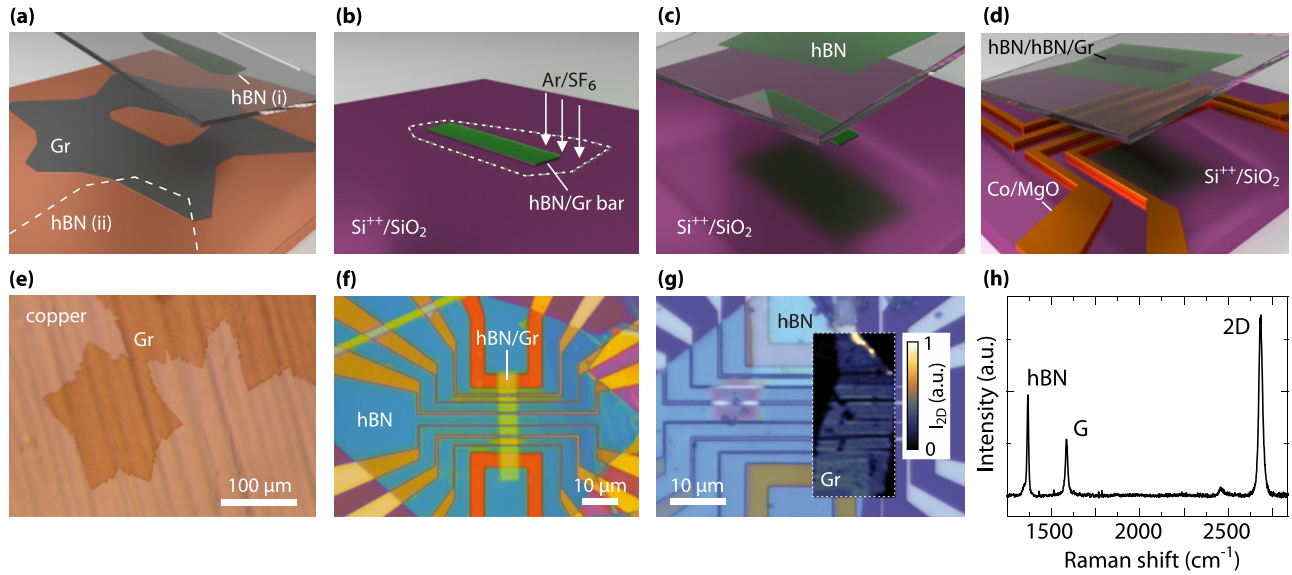 (a)
hBN (i)
Gr
hBN (ii)
(b)
Ar/SF₆
hBN/Gr bar
Si⁺⁺/SiO₂
(c)
hBN
Si⁺⁺/SiO₂
(d)
hBN/hBN/Gr
Si⁺⁺/SiO₂
Co/MgO
(e)
copper
Gr
100 µm
(f)
hBN/Gr
hBN
10 µm
(g)
hBN
1
I₂D (a.u.)
0
Gr
10 µm
(h)
2D
hBN
G
Intensity (a.u.)
1500 2000 2500
Raman shift (cm⁻¹)